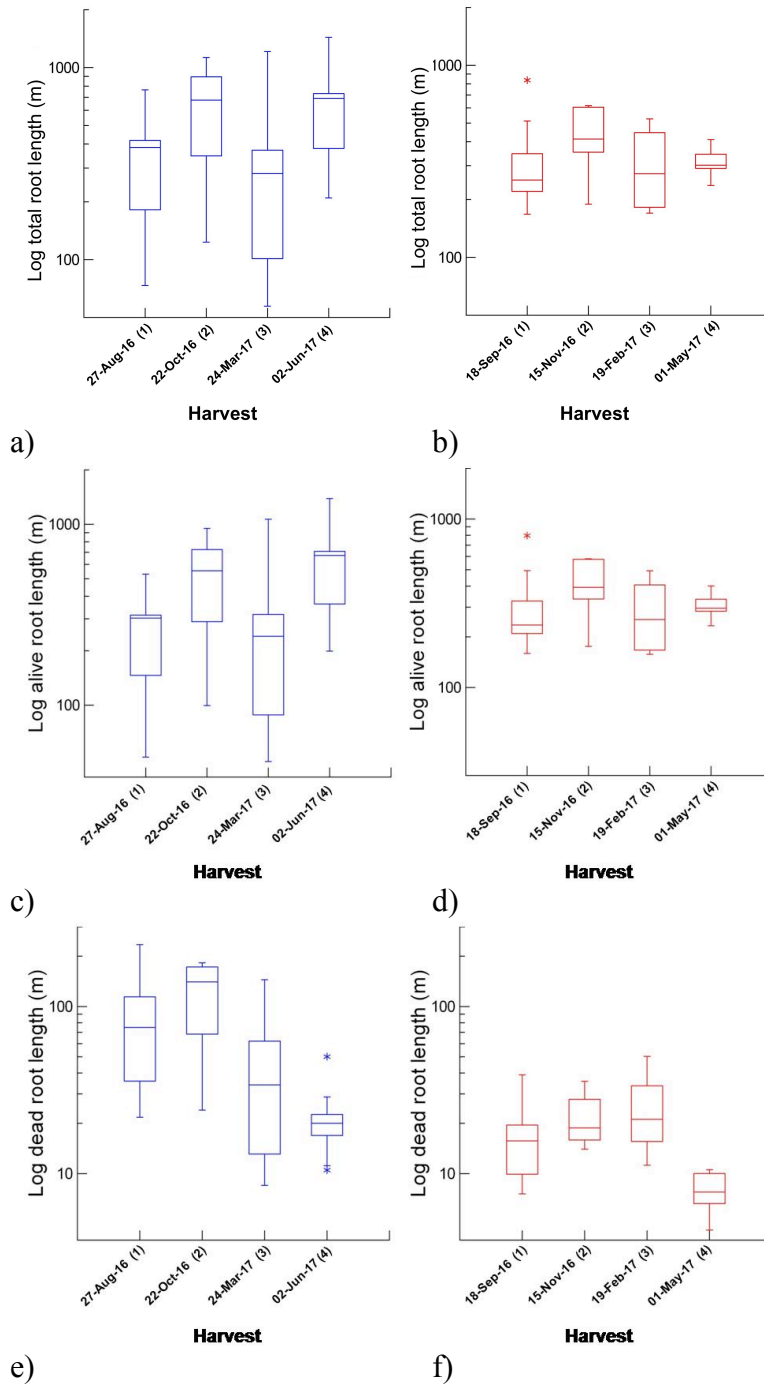 Log total root length (m)
1000
100
27-Aug-16 (1)
22-Oct-16 (2)
24-Mar-17 (3)
02-Jun-17 (4)
Harvest
a)
Log total root length (m)
1000
100
18-Sep-16 (1)
15-Nov-16 (2)
19-Feb-17 (3)
01-May-17 (4)
Harvest
b)
Log alive root length (m)
1000
100
27-Aug-16 (1)
22-Oct-16 (2)
24-Mar-17 (3)
02-Jun-17 (4)
Harvest
c)
Log alive root length (m)
1000
100
18-Sep-16 (1)
15-Nov-16 (2)
19-Feb-17 (3)
01-May-17 (4)
Harvest
d)
Log dead root length (m)
100
10
27-Aug-16 (1)
22-Oct-16 (2)
24-Mar-17 (3)
02-Jun-17 (4)
Harvest
e)
Log dead root length (m)
100
10
18-Sep-16 (1)
15-Nov-16 (2)
19-Feb-17 (3)
01-May-17 (4)
Harvest
f)